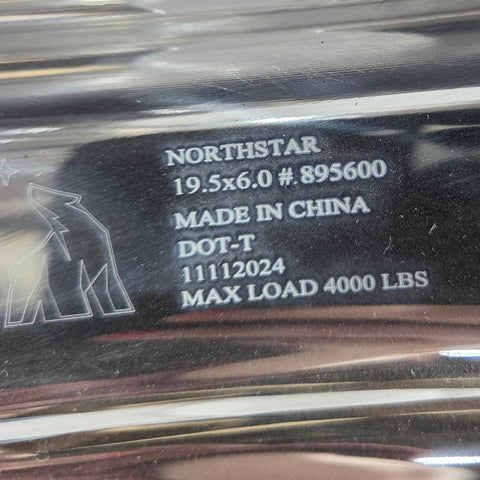 NORTHSTAR
19.5x6.0 #.895600
MADE IN CHINA
DOT-T
11112024
MAX LOAD 4000 LBS